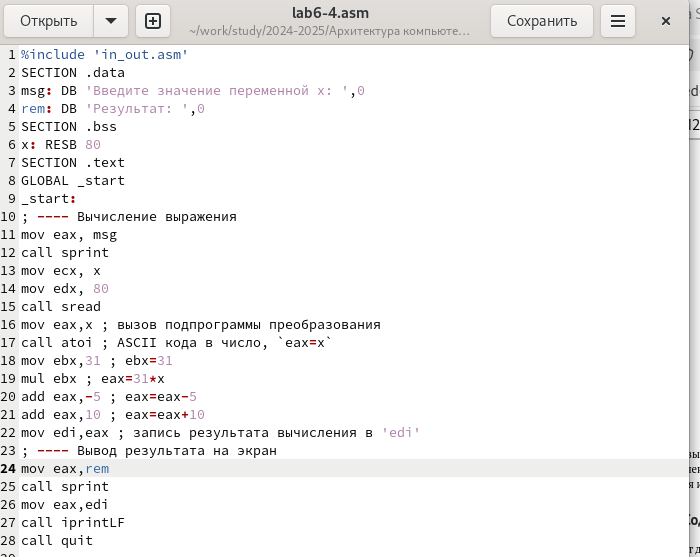 Открыть
lab6-4.asm
~/work/study/2024-2025/Архитектура компьюте...
Сохранить
1 %include 'in_out.asm'
2 SECTION .data
3 msg: DB 'Введите значение переменной x: ',0
4 rem: DB 'Результат: ',0
5 SECTION .bss
6 x: RESB 80
7 SECTION .text
8 GLOBAL _start
9 _start:
10 ; ---- Вычисление выражения
11 mov eax, msg
12 call sprint
13 mov ecx, x
14 mov edx, 80
15 call sread
16 mov eax,x ; вызов подпрограммы преобразования
17 call atoi ; ASCII кода в число, `eax=x`
18 mov ebx,31 ; ebx=31
19 mul ebx ; eax=31*x
20 add eax,-5 ; eax=eax-5
21 add eax,10 ; eax=eax+10
22 mov edi,eax ; запись результата вычисления в 'edi'
23 ; ---- Вывод результата на экран
24 mov eax,rem
25 call sprint
26 mov eax,edi
27 call iprintLF
28 call quit